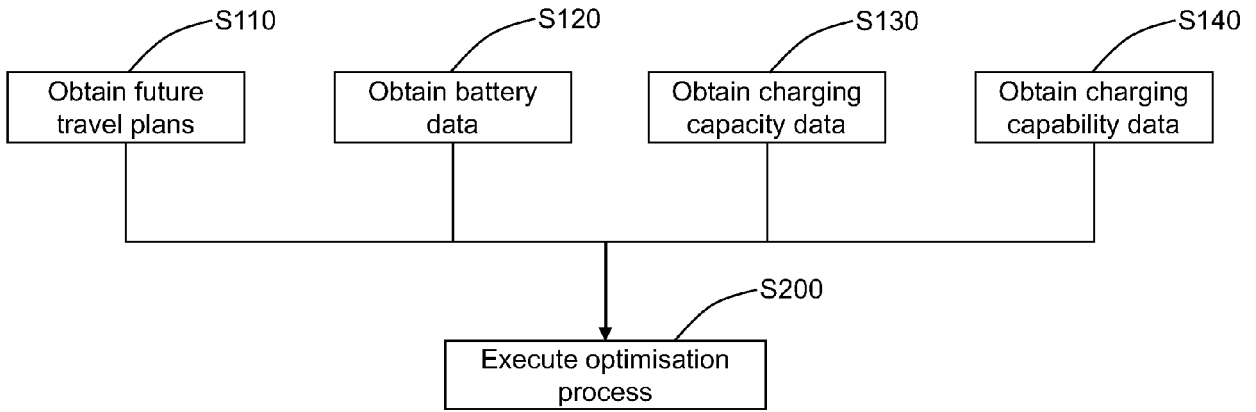 S110
S120
S130
S140
Obtain future
travel plans
Obtain battery
data
Obtain charging
capacity data
Obtain charging
capability data
S200
Execute optimisation
process